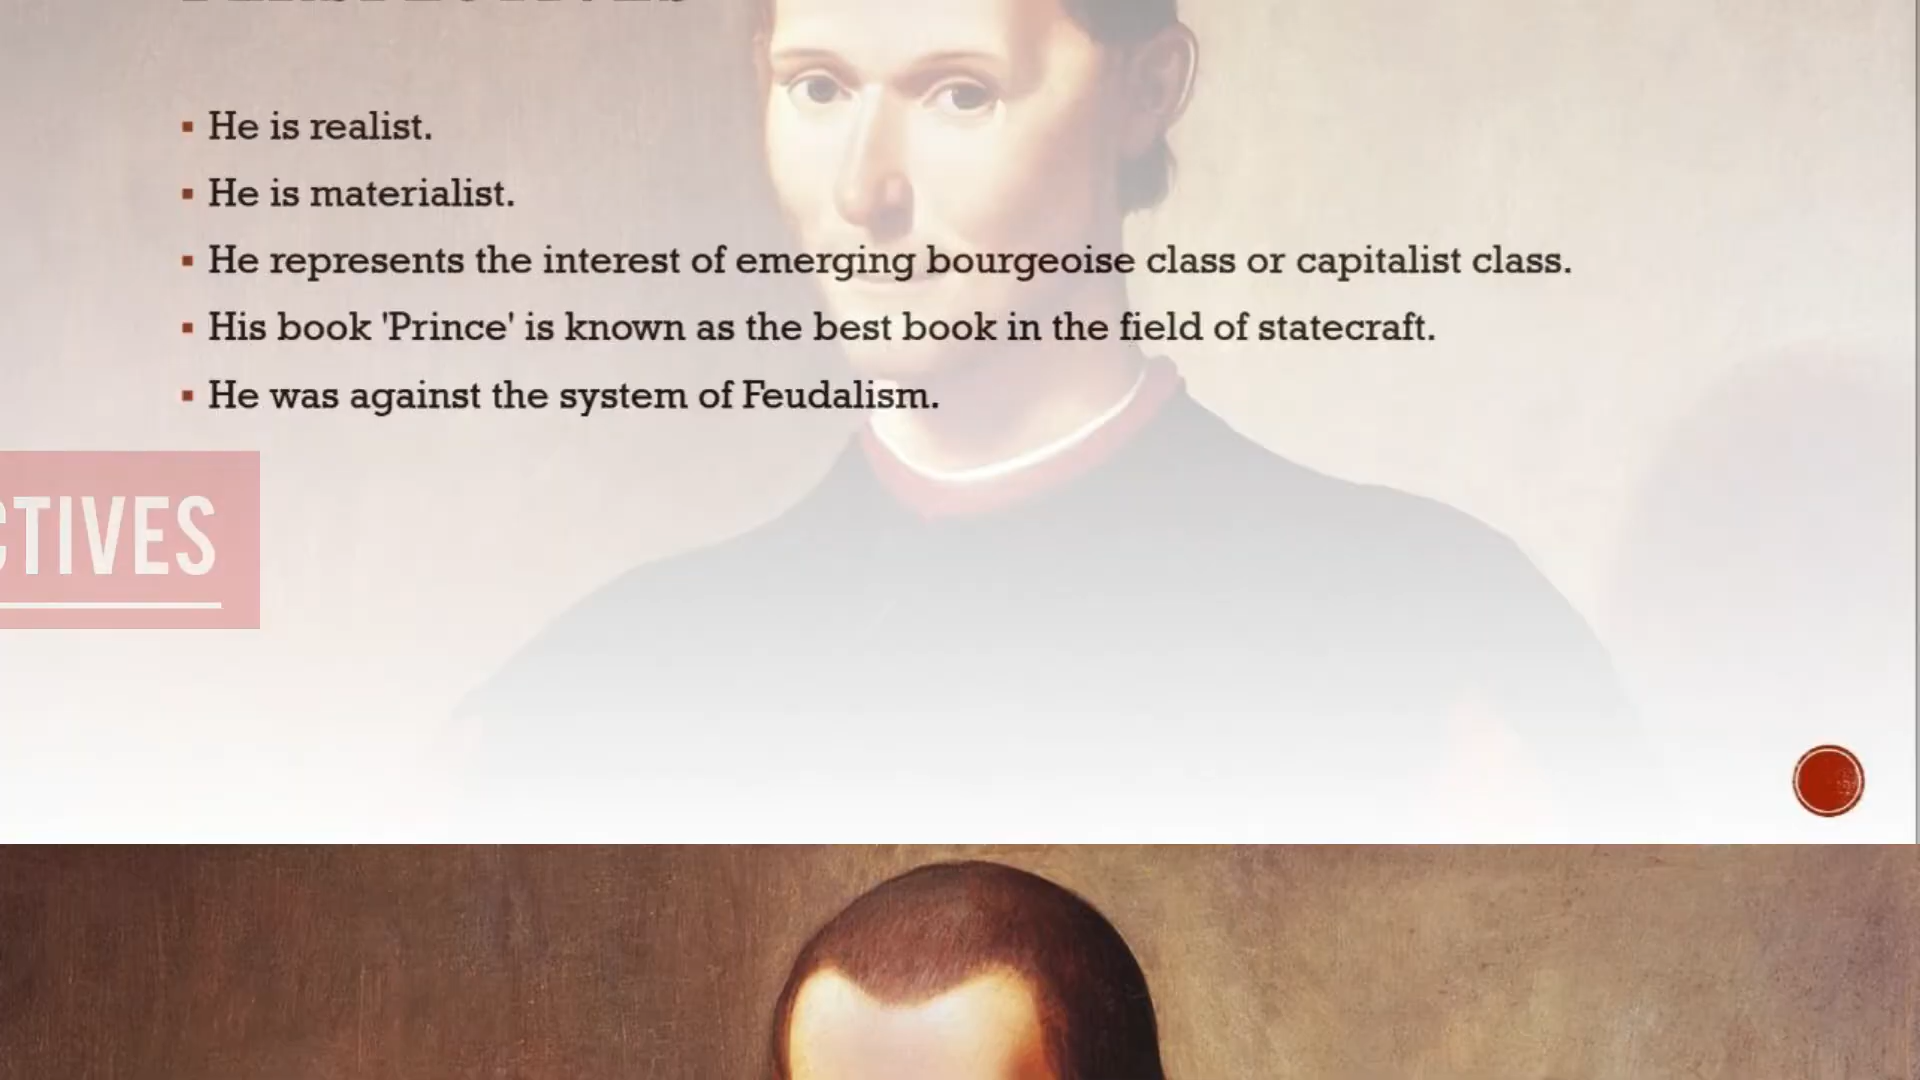 He is realist.
He is materialist.
He represents the interest of emerging bourgeoise class or capitalist class.
His book 'Prince' is known as the best book in the field of statecraft.
He was against the system of Feudalism.
CTIVES